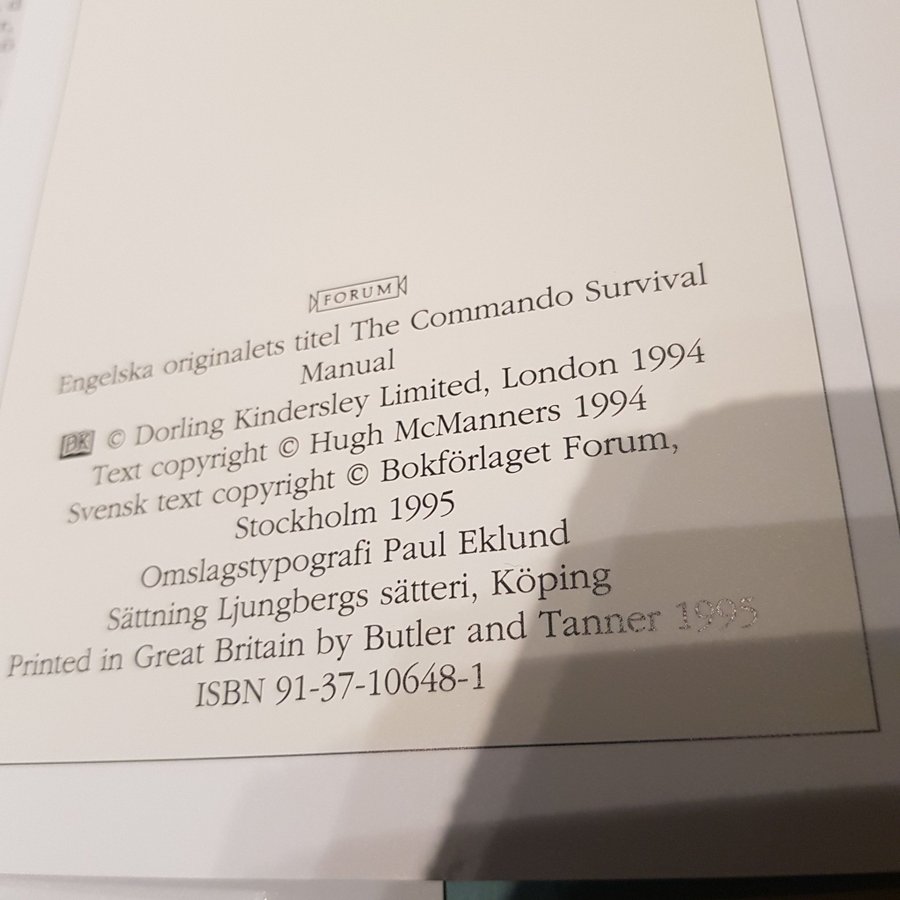 FORUM
Engelska originalets titel The Commando Survival
Manual
DK © Dorling Kindersley Limited, London 1994
Text copyright © Hugh McManners 1994
Svensk text copyright © Bokförlaget Forum,
Stockholm 1995
Omslagstypografi Paul Eklund
Sättning Ljungbergs sätteri, Köping
Printed in Great Britain by Butler and Tanner 1995
ISBN 91-37-10648-1